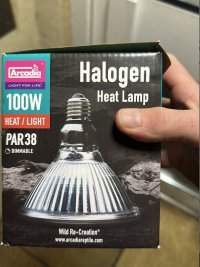 Arcadia
LIGHT FOR LIFE
Halogen
Heat Lamp
100W
HEAT / LIGHT
PAR38
DIMMABLE
Wild Re-Creation®
www.arcadiareptile.com